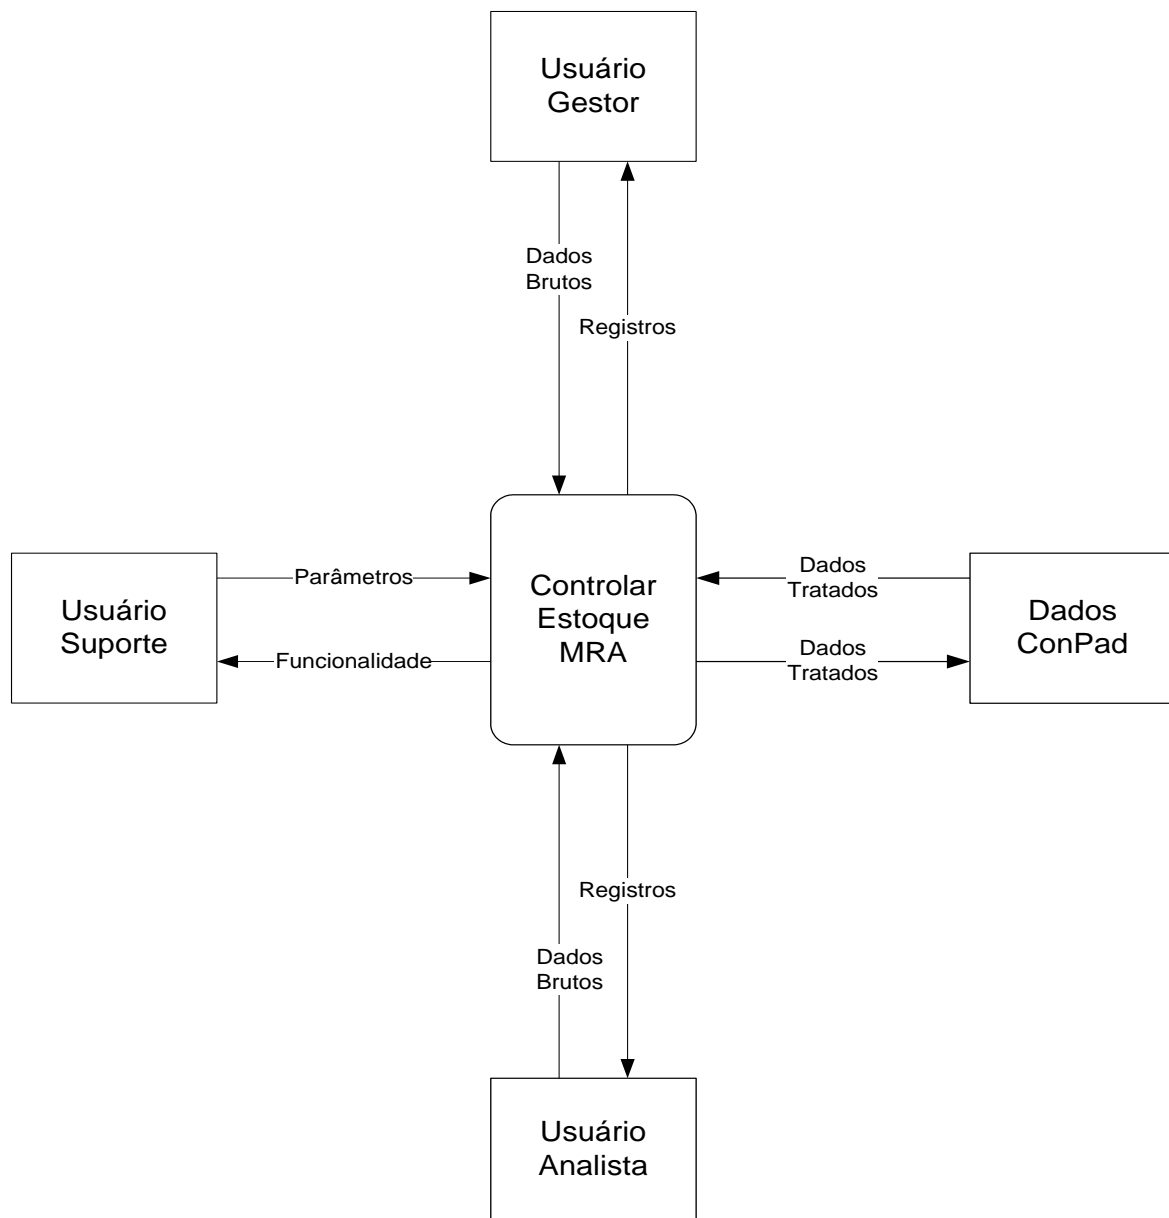 Usuário
Gestor
Dados
Brutos
Registros
Usuário
Suporte
Parâmetros
Funcionalidade
Controlar
Estoque
MRA
Dados
Tratados
Dados
Tratados
Dados
ConPad
Registros
Dados
Brutos
Usuário
Analista